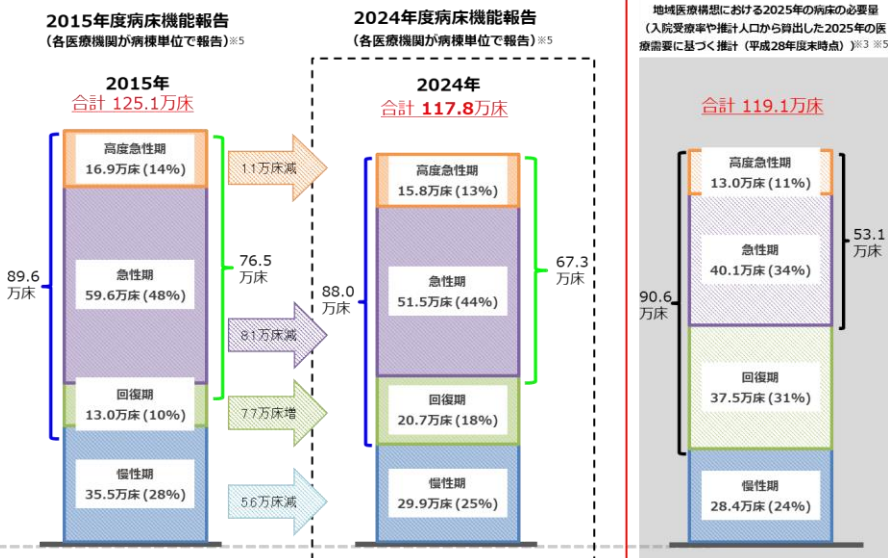 2015年度病床機能報告
(各医療機関が病棟単位で報告)※5
2015年
合計 125.1万床
高度急性期
16.9万床(14%)
急性期
59.6万床(48%)
回復期
13.0万床(10%)
慢性期
35.5万床(28%)
89.6
万床
76.5
万床
1.1万床減
8.1万床減
7.7万床増
5.6万床減
2024年度病床機能報告
(各医療機関が病棟単位で報告)※5
2024年
合計 117.8万床
高度急性期
15.8万床(13%)
急性期
51.5万床(44%)
回復期
20.7万床(18%)
慢性期
29.9万床(25%)
88.0
万床
67.3
万床
地域医療構想における2025年の病床の必要量
(入院受療率や推計人口から算出した2025年の医
療需要に基づく推計(平成28年度末時点))※3 ※5
合計 119.1万床
高度急性期
13.0万床(11%)
急性期
40.1万床(34%)
回復期
37.5万床(31%)
慢性期
28.4万床(24%)
90.6
万床
53.1
万床